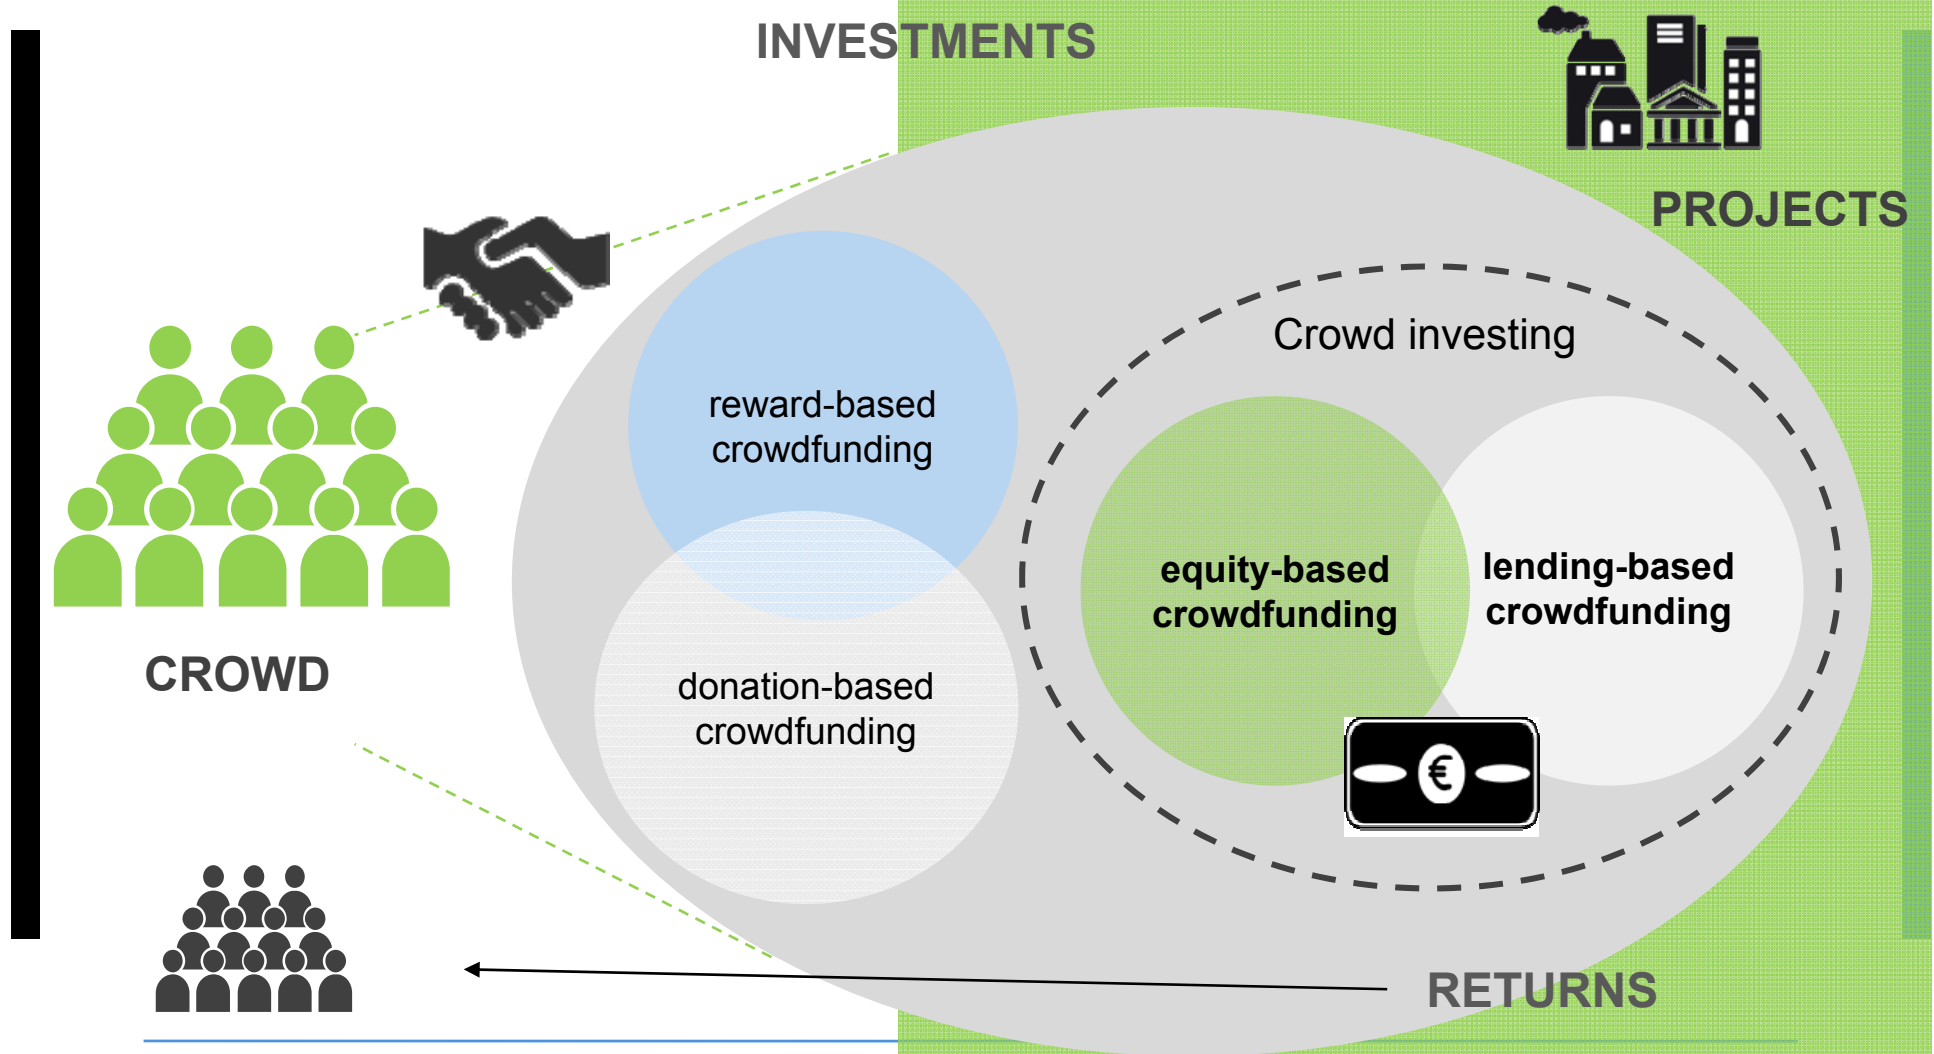 INVESTMENTS
PROJECTS
Crowd investing
reward-based
crowdfunding
equity-based
crowdfunding
lending-based
crowdfunding
CROWD
donation-based
crowdfunding
€
RETURNS